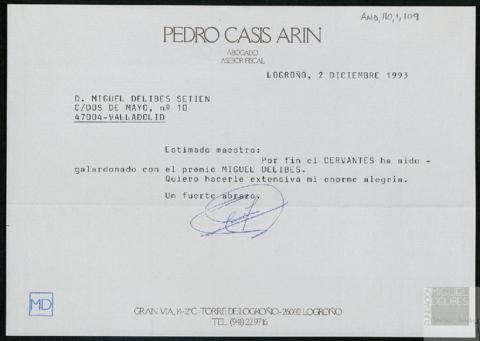 AMD, 110, 1, 109
PEDRO CASIS ARIN
ABOGADO
ASESOR FISCAL
LOGROÑO, 2 DICIEMBRE 1993
D. MIGUEL DELIBES SETIEN
C/DOS DE MAYO, nº 10
47004-VALLADOLID
Estimado maestro:
Por fin el CERVANTES ha sido -
galardonado con el premio MIGUEL DELIBES.
Quiero hacerle extensiva mi enorme alegría.
Un fuerte abrazo.
MD
GRAN VIA, 14-2ºC-TORRE DE LOGROÑO-26002 LOGROÑO
TEL. (941) 22 97 16
MIGUEL
DELIBES